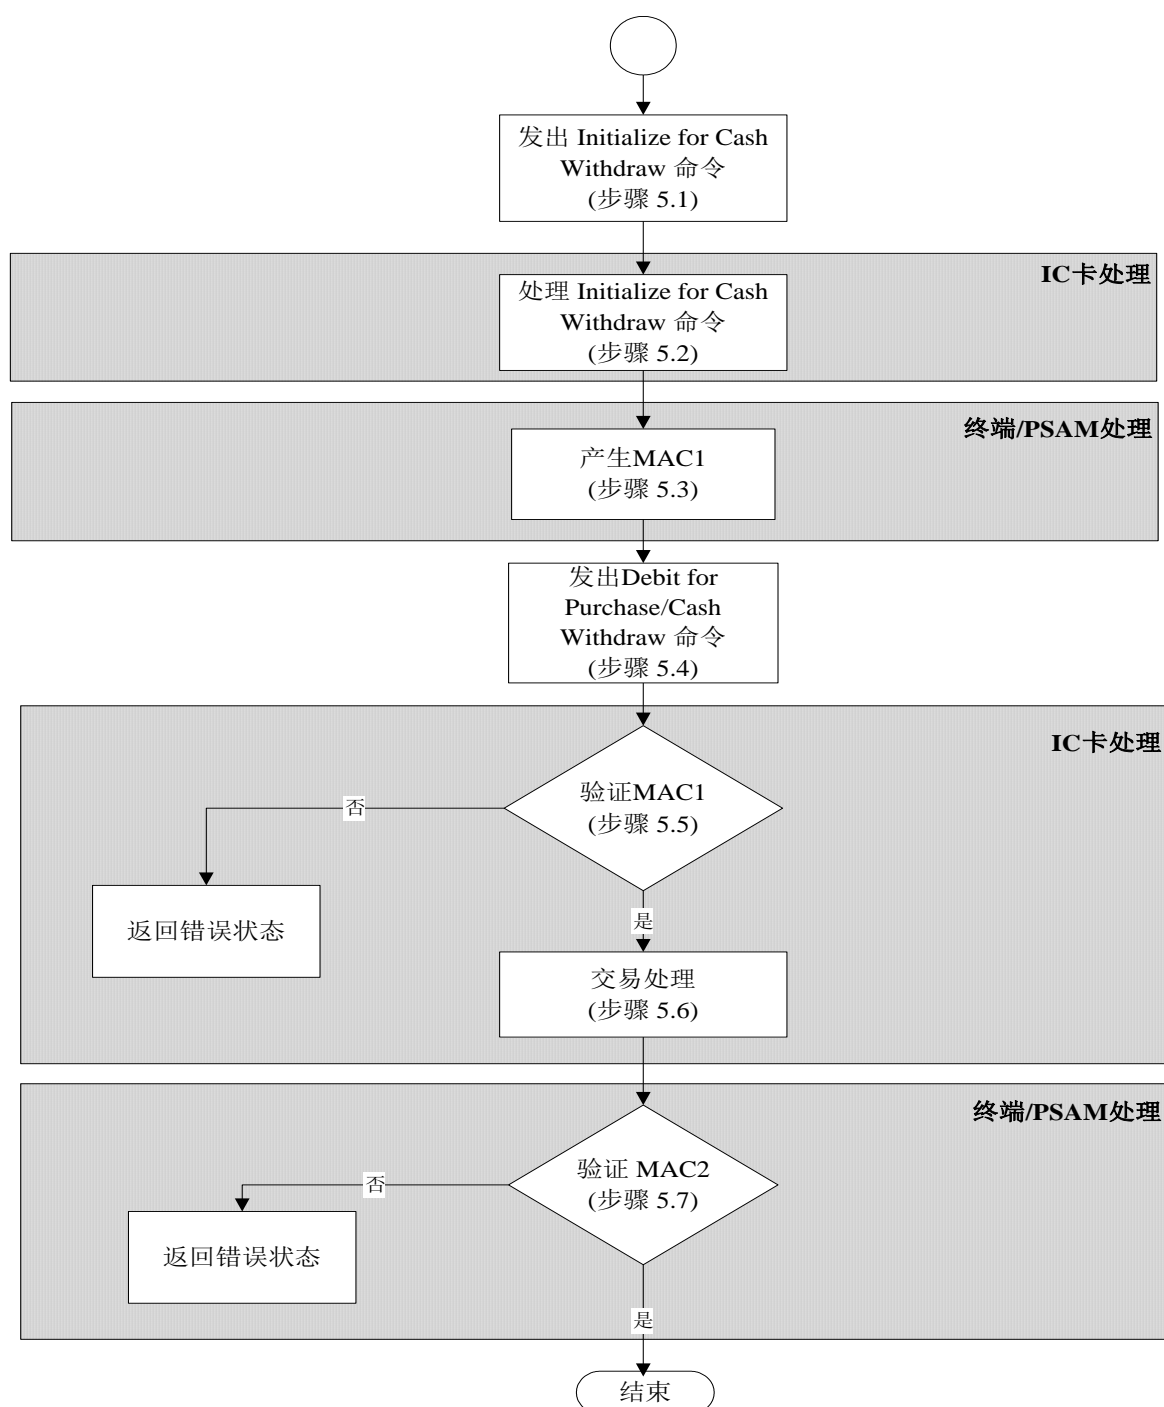 发出 Initialize for Cash
Withdraw 命令
(步骤 5.1)
IC卡处理
处理 Initialize for Cash
Withdraw 命令
(步骤 5.2)
终端/PSAM处理
产生MAC1
(步骤 5.3)
发出Debit for
Purchase/Cash
Withdraw 命令
(步骤 5.4)
IC卡处理
验证MAC1
(步骤 5.5)
否
返回错误状态
是
交易处理
(步骤 5.6)
终端/PSAM处理
验证 MAC2
(步骤 5.7)
否
返回错误状态
是
结束